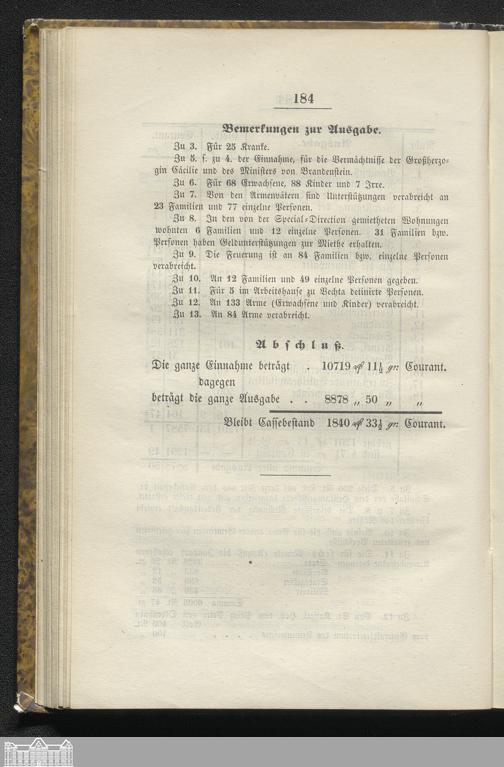 184
Bemerkungen zur Ausgabe.
Zu 3. Für 25 Kranke.
Zu 5. s. zu 4. der Einnahme, für die Vermächtnisse der Großherzo-
gin Cäcilie und des Ministers von Brandenstein.
Zu 6. Für 68 Erwachsene, 88 Kinder und 7 Irre.
Zu 7. Von den Armenvätern sind Unterstützungen verabreicht an
23 Familien und 77 einzelne Personen.
Zu 8. In den von der Special-Direction gemietheten Wohnungen
wohnten 6 Familien und 12 einzelne Personen. 31 Familien bzw.
Personen haben Geldunterstützungen zur Miethe erhalten.
Zu 9. Die Feuerung ist an 84 Familien bzw. einzelne Personen
verabreicht.
Zu 10. An 12 Familien und 49 einzelne Personen gegeben.
Zu 11. Für 5 im Arbeitshause zu Vechta detinirte Personen.
Zu 12. An 133 Arme (Erwachsene und Kinder) verabreicht.
Zu 13. An 84 Arme verabreicht.
Abschluß.
Die ganze Einnahme beträgt . 10719 ₰ 11½ gr. Courant.
dagegen
beträgt die ganze Ausgabe . . 8878 „ 50 „ „
Bleibt Cassebestand 1840 ₰ 33½ gr. Courant.